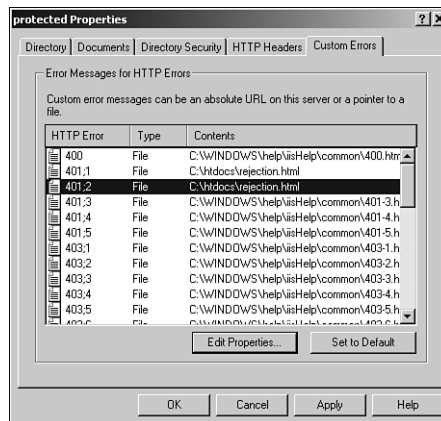 protected Properties
? X
Directory Documents Directory Security HTTP Headers Custom Errors
Error Messages for HTTP Errors
Custom error messages can be an absolute URL on this server or a pointer to a
file.
HTTP Error Type Contents
400 File C:\WINDOWS\help\iisHelp\common\400.htm
401;1 File C:\htdocs\rejection.html
401;2 File C:\htdocs\rejection.html
401;3 File C:\WINDOWS\help\iisHelp\common\401-3.h
401;4 File C:\WINDOWS\help\iisHelp\common\401-4.h
401;5 File C:\WINDOWS\help\iisHelp\common\401-5.h
403;1 File C:\WINDOWS\help\iisHelp\common\403-1.h
403;2 File C:\WINDOWS\help\iisHelp\common\403-2.h
403;3 File C:\WINDOWS\help\iisHelp\common\403-3.h
403;4 File C:\WINDOWS\help\iisHelp\common\403-4.h
403;5 File C:\WINDOWS\help\iisHelp\common\403-5.h
Edit Properties... Set to Default
OK Cancel Apply Help